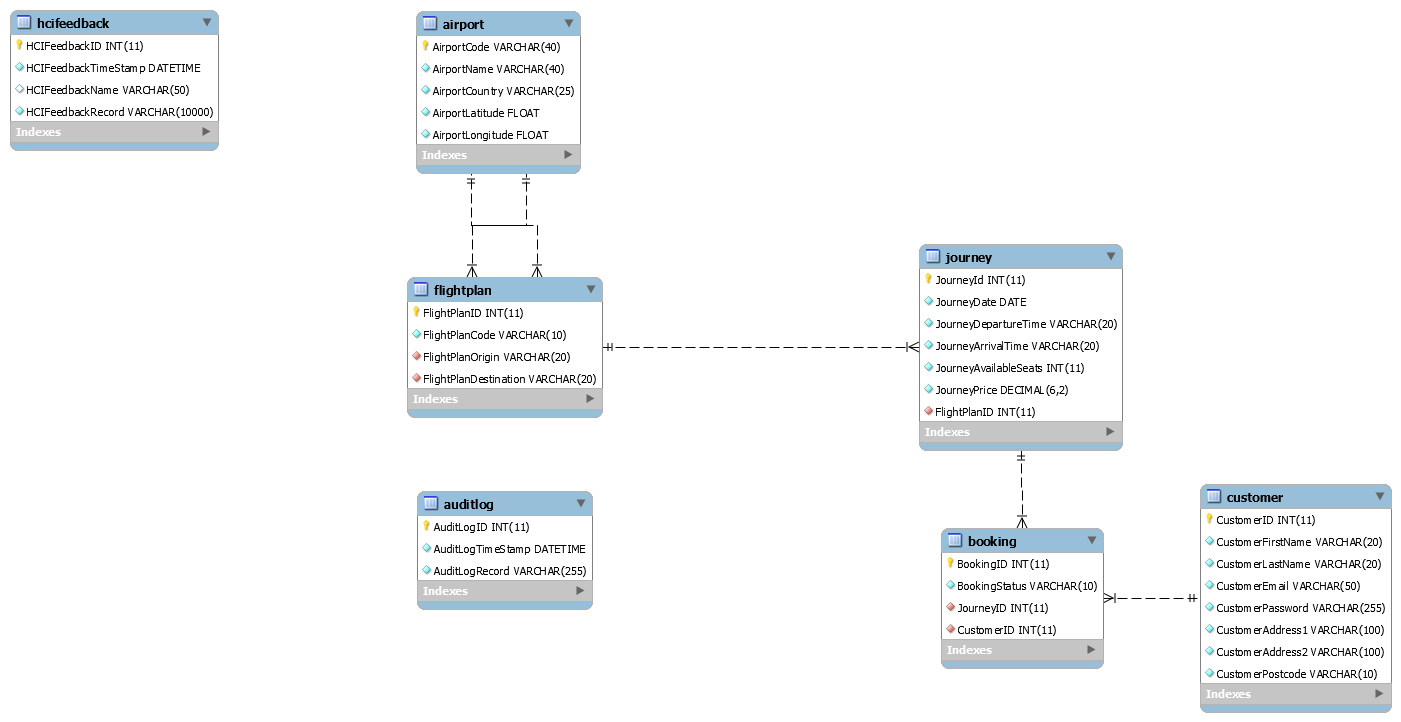 hcifeedback
HCIFeedbackID INT(11)
HCIFeedbackTimeStamp DATETIME
HCIFeedbackName VARCHAR(50)
HCIFeedbackRecord VARCHAR(10000)
Indexes
airport
AirportCode VARCHAR(40)
AirportName VARCHAR(40)
AirportCountry VARCHAR(25)
AirportLatitude FLOAT
AirportLongitude FLOAT
Indexes
flightplan
FlightPlanID INT(11)
FlightPlanCode VARCHAR(10)
FlightPlanOrigin VARCHAR(20)
FlightPlanDestination VARCHAR(20)
Indexes
journey
JourneyId INT(11)
JourneyDate DATE
JourneyDepartureTime VARCHAR(20)
JourneyArrivalTime VARCHAR(20)
JourneyAvailableSeats INT(11)
JourneyPrice DECIMAL(6,2)
FlightPlanID INT(11)
Indexes
auditlog
AuditLogID INT(11)
AuditLogTimeStamp DATETIME
AuditLogRecord VARCHAR(255)
Indexes
booking
BookingID INT(11)
BookingStatus VARCHAR(10)
JourneyID INT(11)
CustomerID INT(11)
Indexes
customer
CustomerID INT(11)
CustomerFirstName VARCHAR(20)
CustomerLastName VARCHAR(20)
CustomerEmail VARCHAR(50)
CustomerPassword VARCHAR(255)
CustomerAddress1 VARCHAR(100)
CustomerAddress2 VARCHAR(100)
CustomerPostcode VARCHAR(10)
Indexes